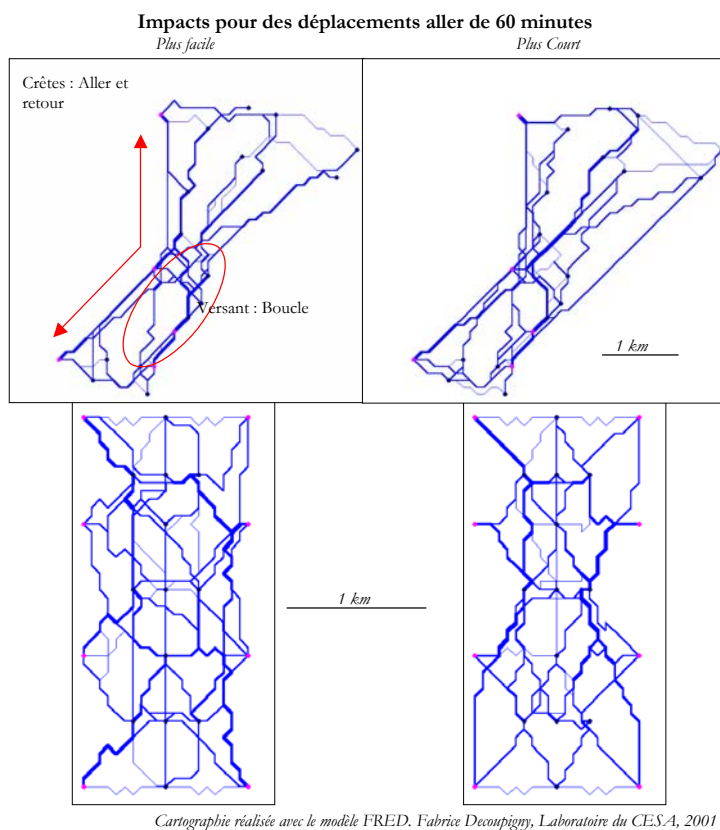 Impacts pour des déplacements aller de 60 minutes
Plus facile
Plus Court
Crêtes : Aller et
retour
Versant : Boucle
1 km
1 km
Cartographie réalisée avec le modèle FRED. Fabrice Decoupigny, Laboratoire du CESA, 2001